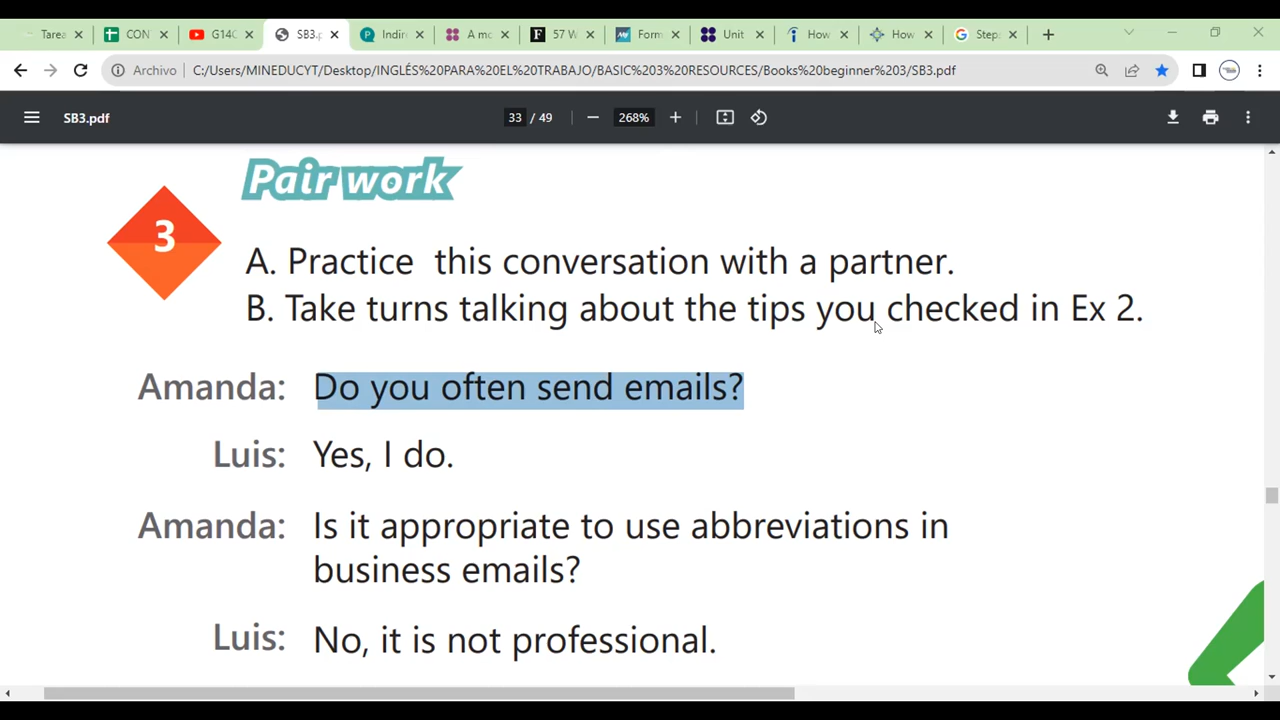 Tarea
CON
G14C
SB3.p
Indire
A mo
57 W
Form
Unit
How
How
Step:
Archivo
C:/Users/MINEDUCYT/Desktop/INGLÉS%20PARA%20EL%20TRABAJO/BASIC%203%20RESOURCES/Books%20beginner%203/SB3.pdf
SB3.pdf
33 / 49
268%
Pair work
3
A. Practice this conversation with a partner.
B. Take turns talking about the tips you checked in Ex 2.
Amanda: Do you often send emails?
Luis: Yes, I do.
Amanda: Is it appropriate to use abbreviations in
business emails?
Luis: No, it is not professional.